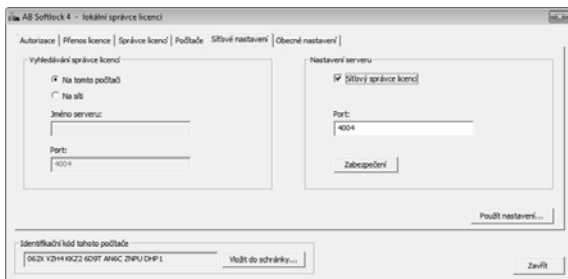 AB Softlock 4 - lokální správce licencí
Autorizace Přenos licence Správce licencí Počítače Síťové nastavení Obecné nastavení
Vyhledávání správce licencí
Na tomto počítači
Na síti
Jméno serveru:
Port:
4004
Nastavení serveru
Síťový správce licencí
Port:
4004
Zabezpečení
Použít nastavení...
Identifikační kód tohoto počítače
062X VZH4 KKZ2 6D9T AN6C ZNPU DHP1
Vložit do schránky...
Zavřít